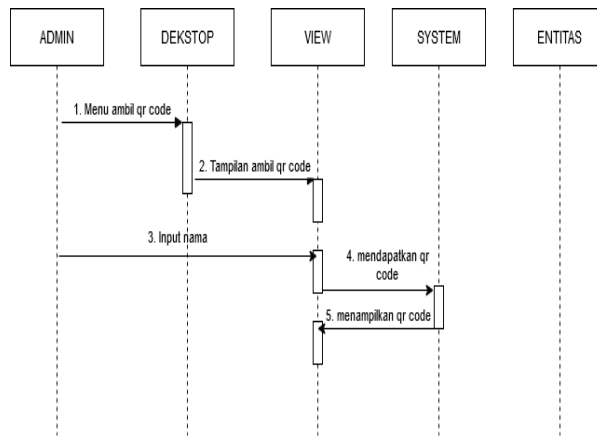 ADMIN
DEKSTOP
VIEW
SYSTEM
ENTITAS
1. Menu ambil qr code
2. Tampilan ambil qr code
3. Input nama
4. mendapatkan qr
code
5. menampilkan qr code